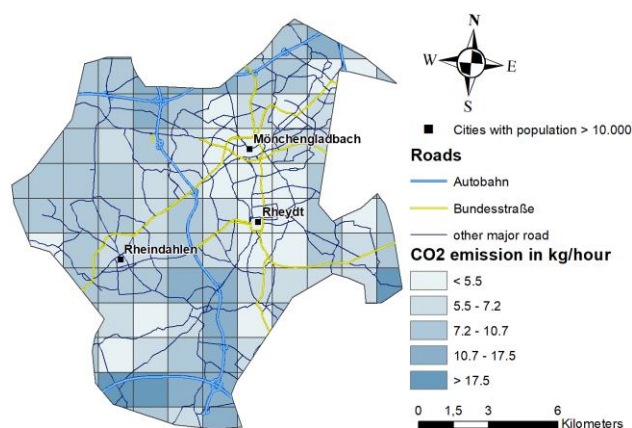 N
W E
S
Cities with population > 10.000
Roads
Autobahn
Bundesstraße
other major road
CO2 emission in kg/hour
< 5.5
5.5 - 7.2
7.2 - 10.7
10.7 - 17.5
> 17.5
0 1,5 3 6
Kilometers
Mönchengladbach
Rheydt
Rheindahlen